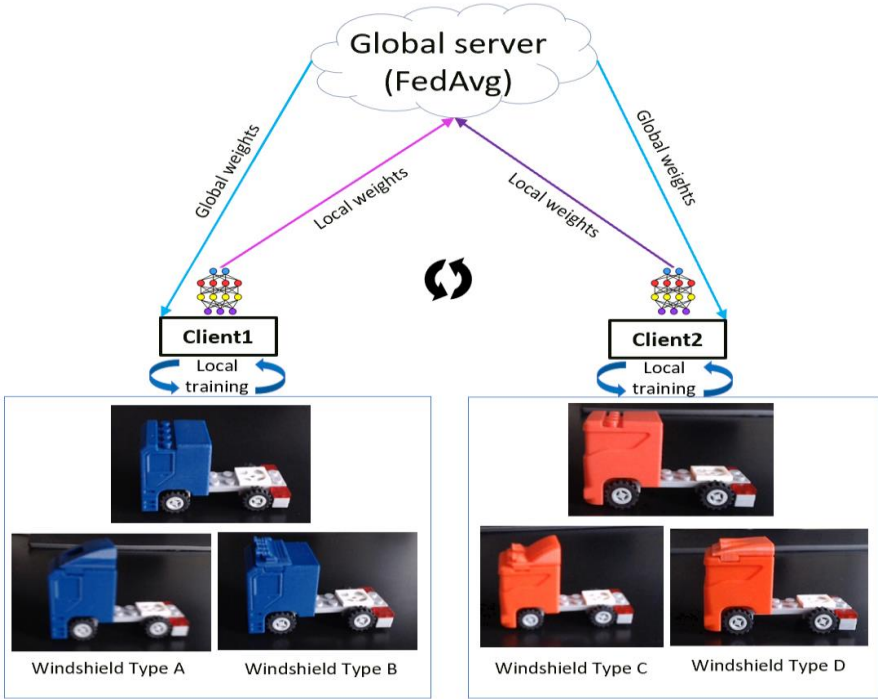 Global server
(FedAvg)
Global weights
Local weights
Local weights
Global weights
Client1
Client2
Local
training
Local
training
Windshield Type A
Windshield Type B
Windshield Type C
Windshield Type D